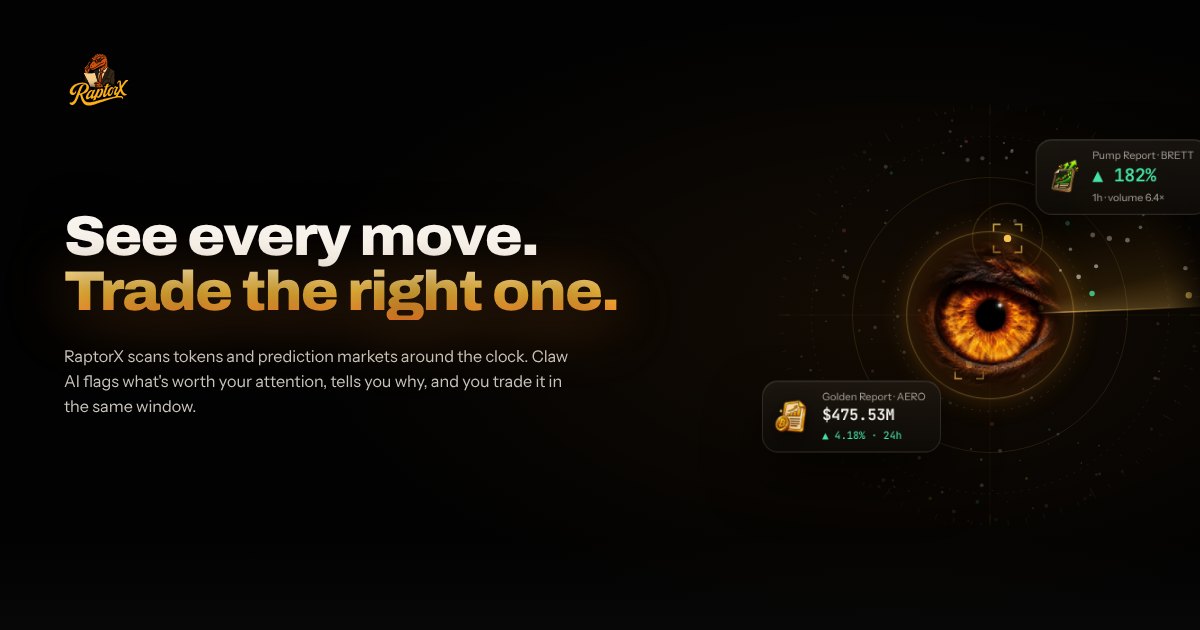 RaptorX
See every move.
Trade the right one.
RaptorX scans tokens and prediction markets around the clock. Claw
AI flags what's worth your attention, tells you why, and you trade it in
the same window.
Pump Report · BRETT
▲ 182%
1h · volume 6.4×
Golden Report · AERO
$475.53M
▲ 4.18% · 24h